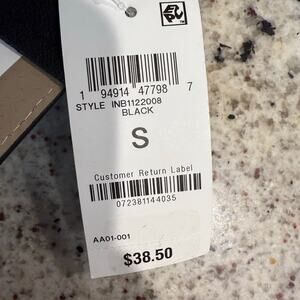 1 94914 47798 7
STYLE INB1122008
BLACK
S
Customer Return Label
072381144035
AA01-001
$38.50